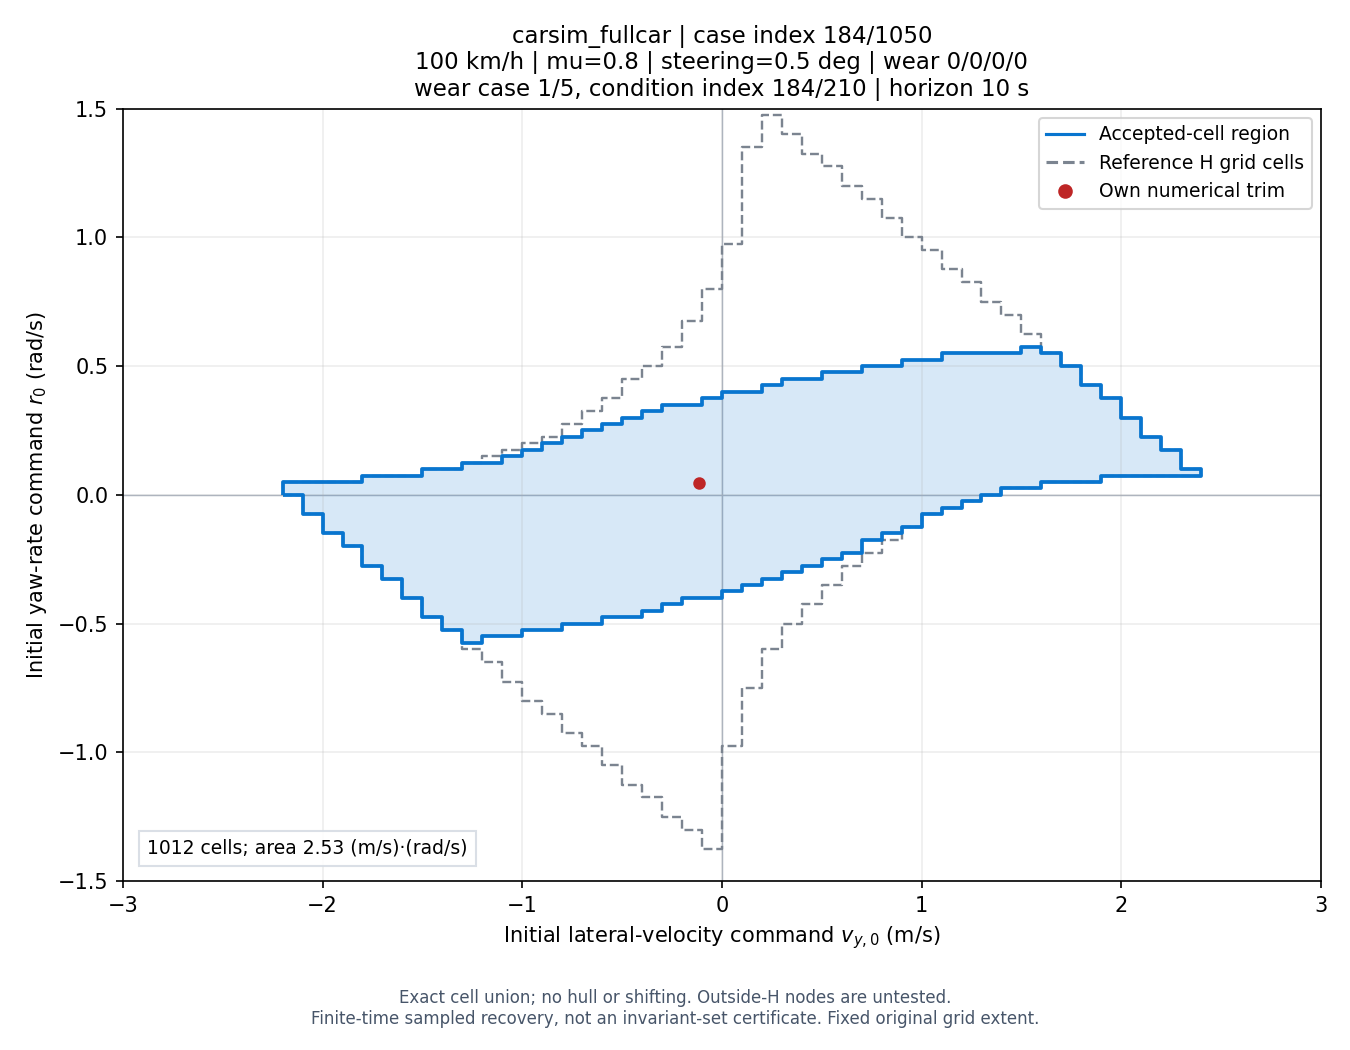 carsim_fullcar | case index 184/1050
100 km/h | mu=0.8 | steering=0.5 deg | wear 0/0/0/0
wear case 1/5, condition index 184/210 | horizon 10 s
Accepted-cell region
Reference H grid cells
Own numerical trim
1.5
1.0
0.5
0.0
−0.5
−1.0
−1.5
Initial yaw-rate command r0 (rad/s)
1012 cells; area 2.53 (m/s)·(rad/s)
−3
−2
−1
0
1
2
3
Initial lateral-velocity command vy,0 (m/s)
Exact cell union; no hull or shifting. Outside-H nodes are untested.
Finite-time sampled recovery, not an invariant-set certificate. Fixed original grid extent.